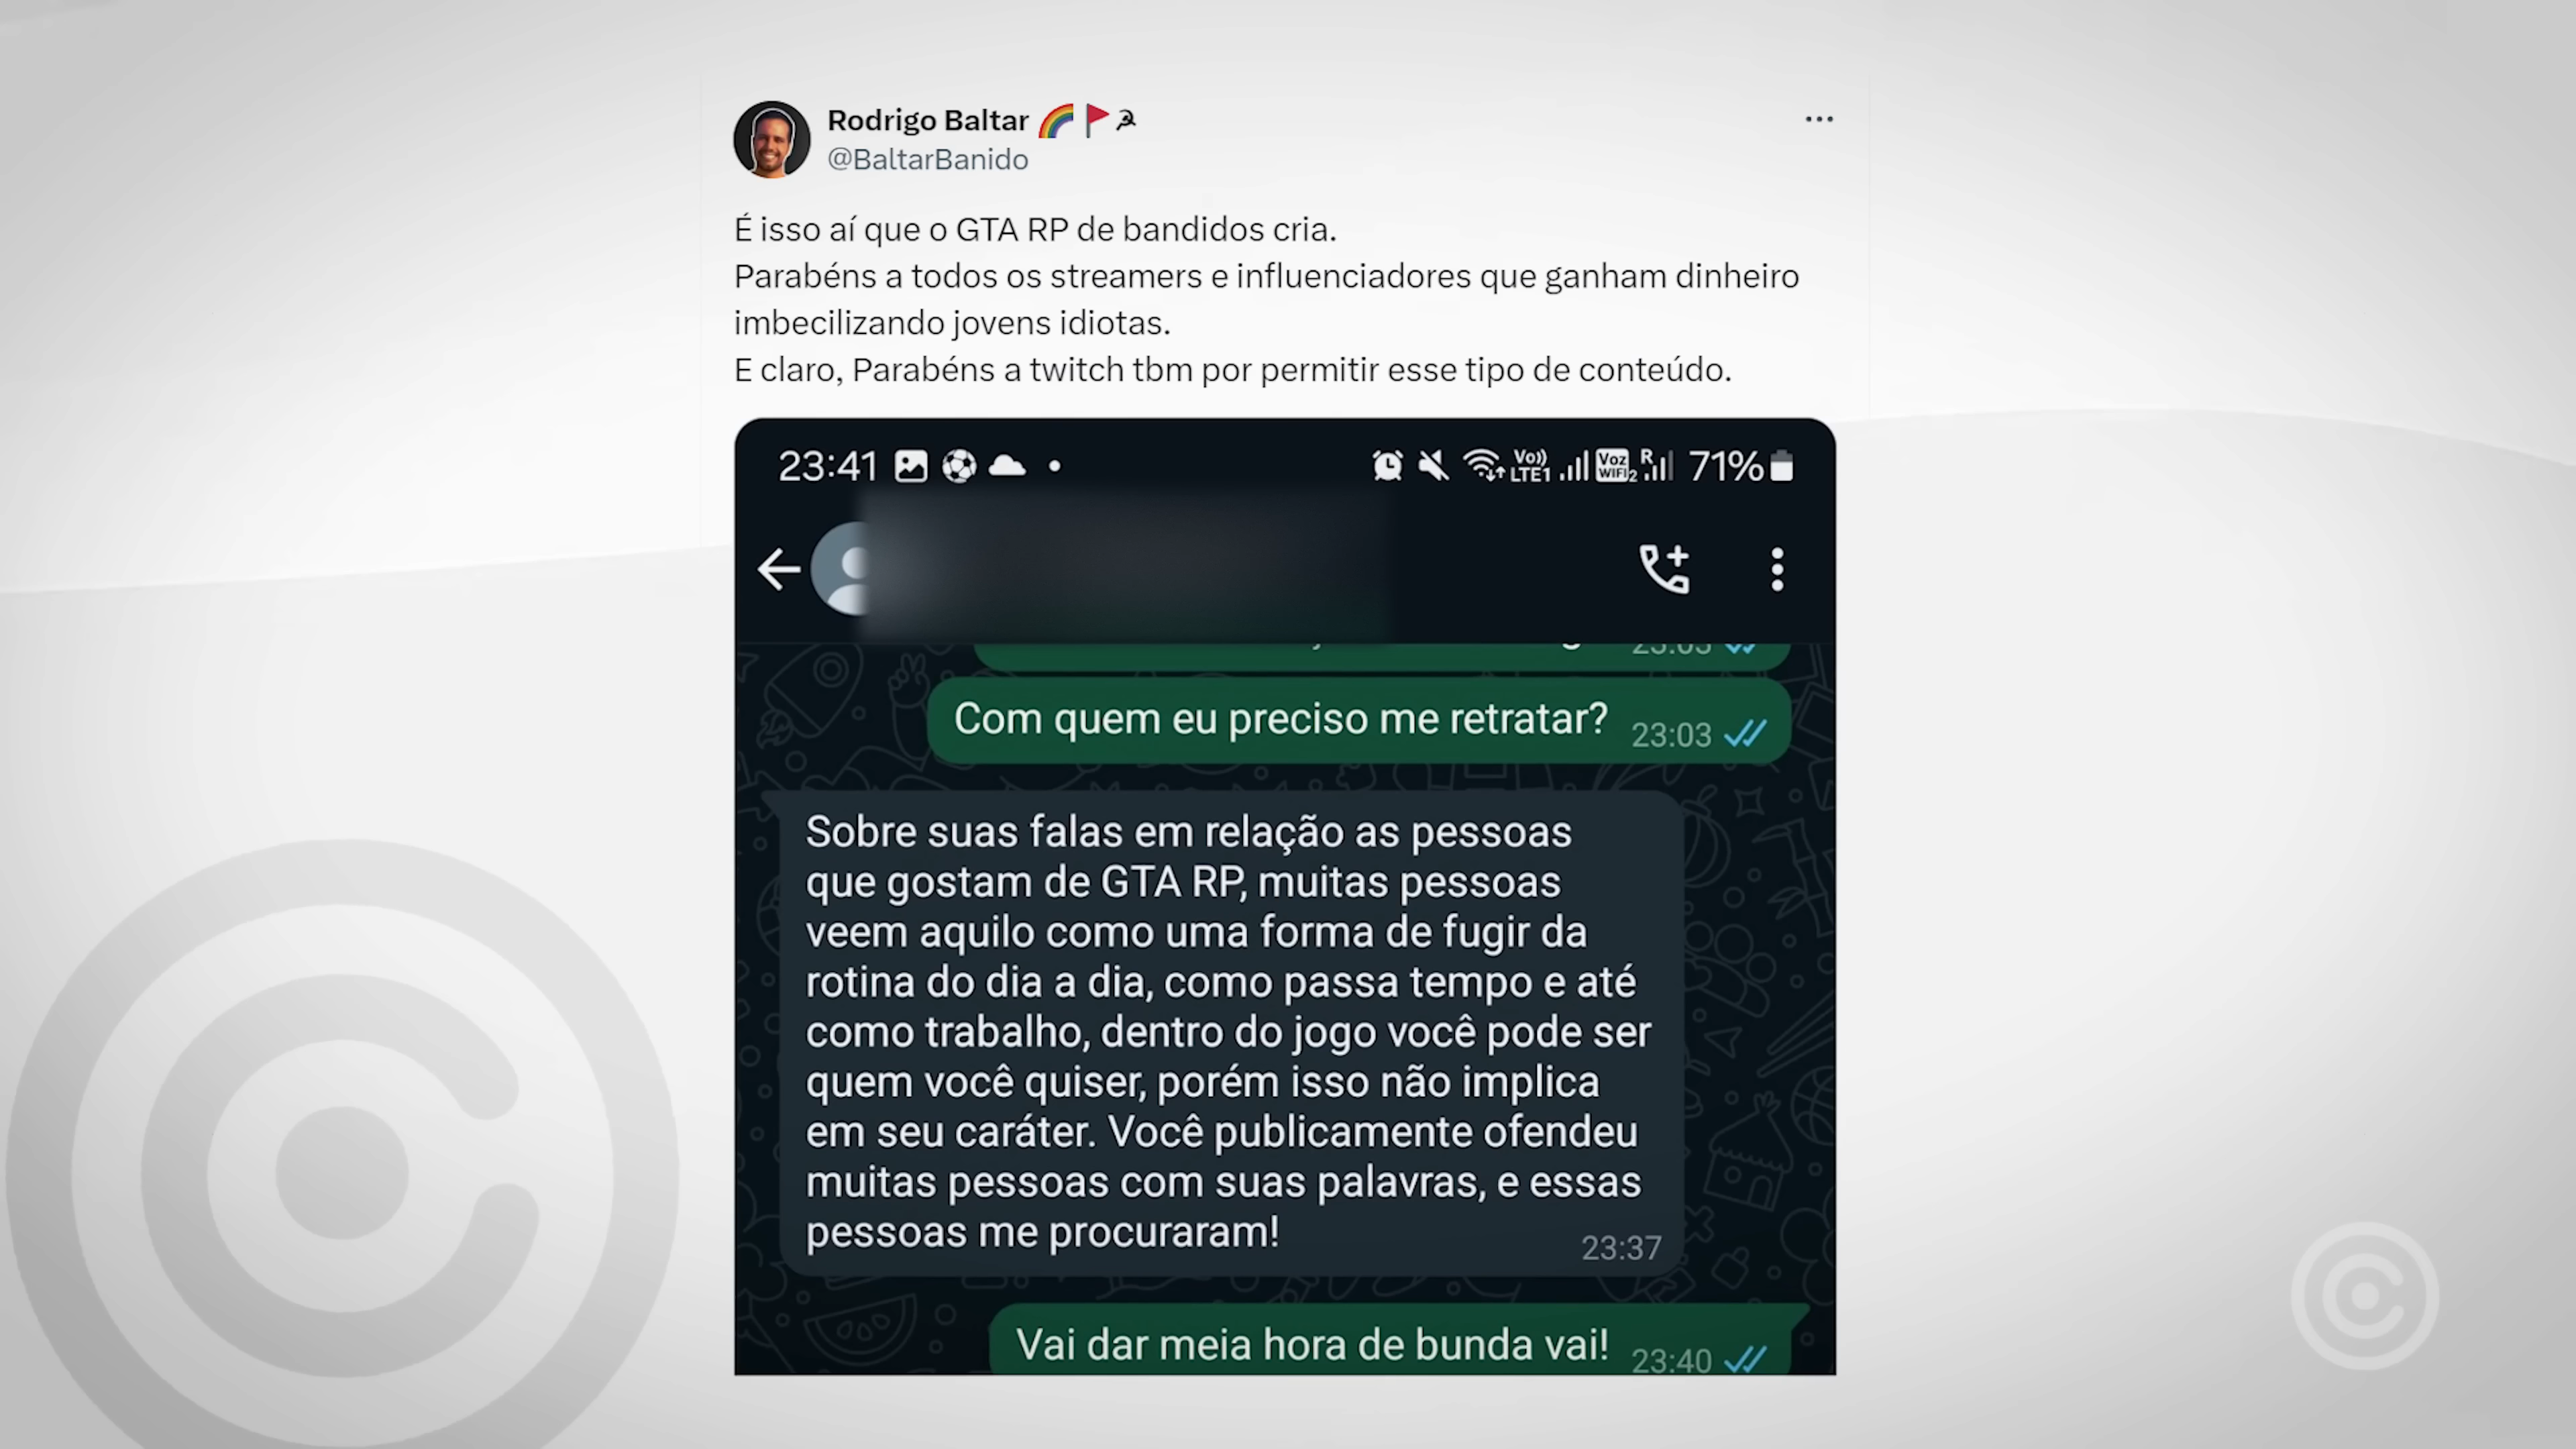 Rodrigo Baltar
@BaltarBanido
É isso aí que o GTA RP de bandidos cria.
Parabéns a todos os streamers e influenciadores que ganham dinheiro
imbecilizando jovens idiotas.
E claro, Parabéns a twitch tbm por permitir esse tipo de conteúdo.
23:41
Vo)) LTE1 Voz WIFI2 R 71%
23:03
Com quem eu preciso me retratar? 23:03
Sobre suas falas em relação as pessoas
que gostam de GTA RP, muitas pessoas
veem aquilo como uma forma de fugir da
rotina do dia a dia, como passa tempo e até
como trabalho, dentro do jogo você pode ser
quem você quiser, porém isso não implica
em seu caráter. Você publicamente ofendeu
muitas pessoas com suas palavras, e essas
pessoas me procuraram!
23:37
Vai dar meia hora de bunda vai! 23:40